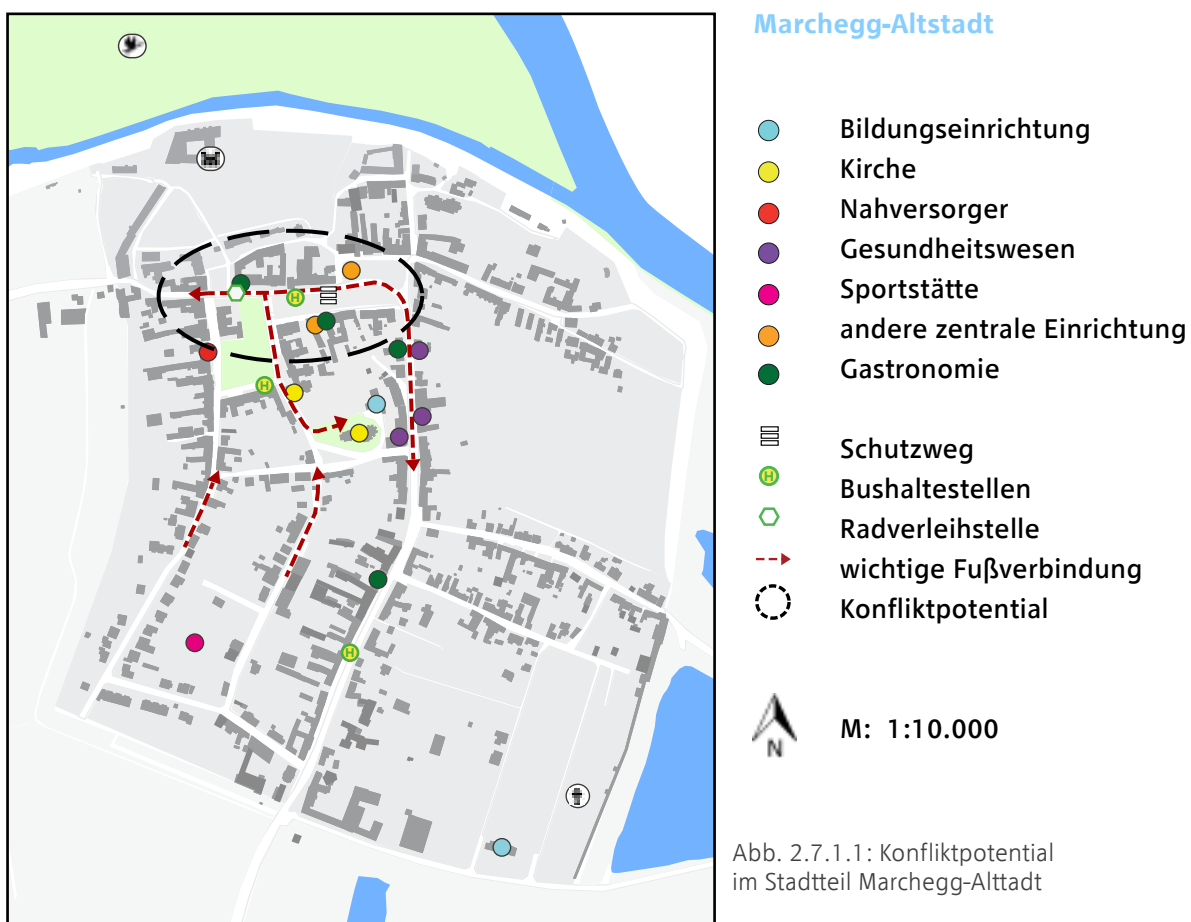 Marchegg-Altstadt
Bildungseinrichtung
Kirche
Nahversorger
Gesundheitswesen
Sportstätte
andere zentrale Einrichtung
Gastronomie
Schutzweg
H Bushaltestellen
Radverleihstelle
wichtige Fußverbindung
Konfliktpotential
N M: 1:10.000
Abb. 2.7.1.1: Konfliktpotential
im Stadtteil Marchegg-Alttadt
H
H
H